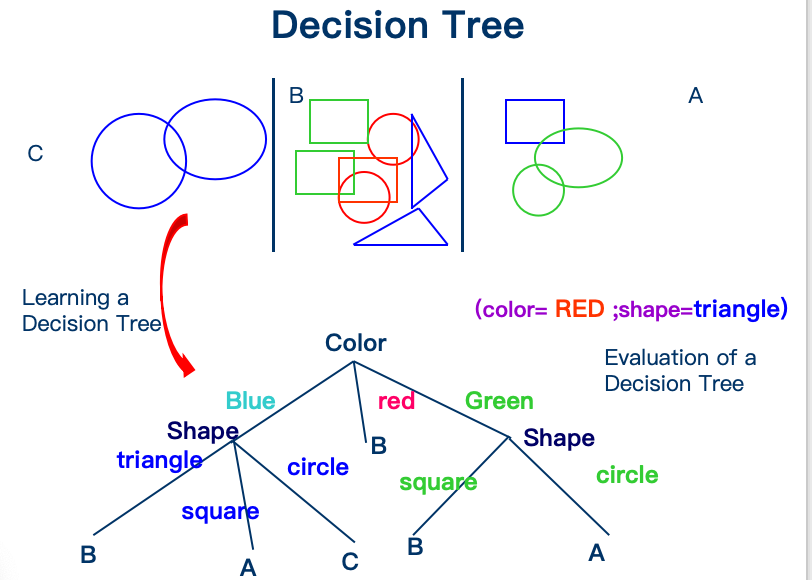 Decision Tree
B
A
C
Learning a
Decision Tree
(color= RED ;shape=triangle)
Evaluation of a
Decision Tree
Color
Blue
red
Green
Shape
B
Shape
triangle
circle
square
circle
square
B
A
C
B
A